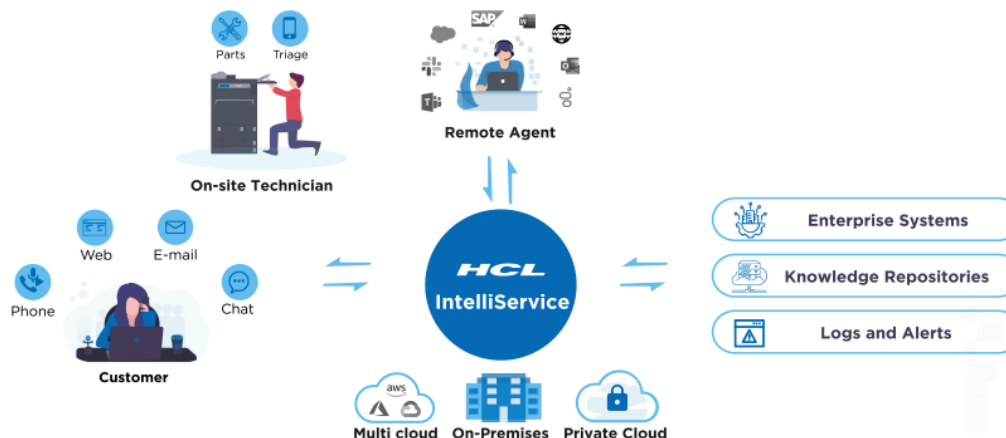 Parts
Triage
On-site Technician
SAP
W
www
O
T
Remote Agent
Web
E-mail
Phone
Chat
Customer
HCL
IntelliService
Enterprise Systems
Knowledge Repositories
Logs and Alerts
aws
Multi cloud
On-Premises
Private Cloud